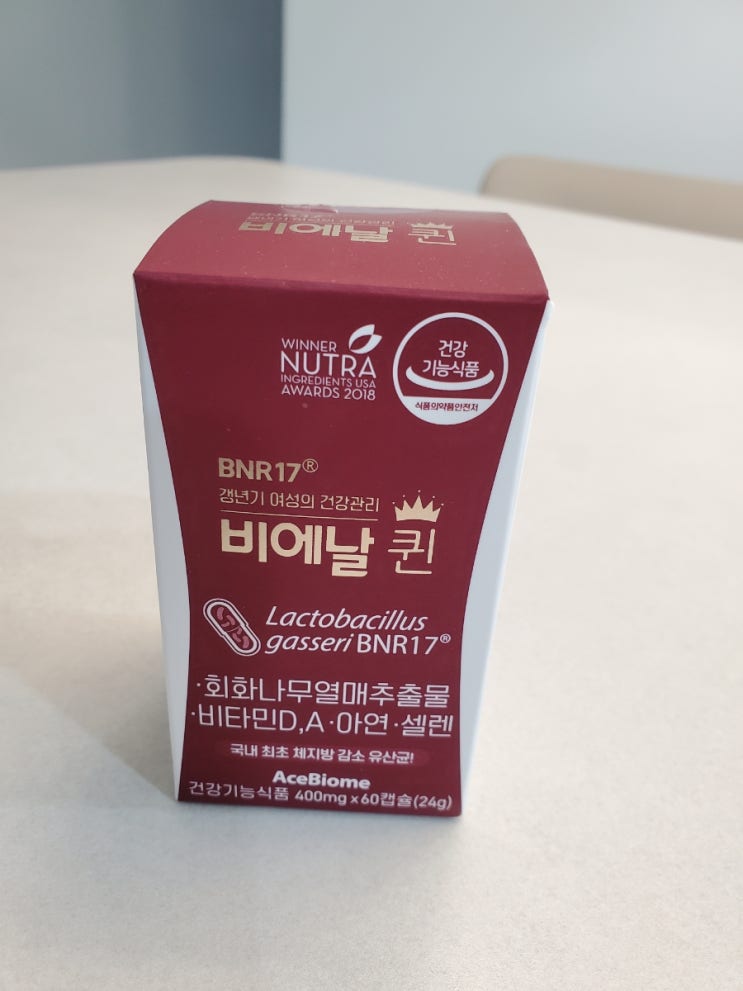 비에날 퀸
WINNER
NUTRA
INGREDIENTS USA
AWARDS 2018
건강
기능식품
식품의약품안전처
BNR17®
갱년기 여성의 건강관리
비에날 퀸
Lactobacillus
gasseri BNR17®
·회화나무열매추출물
·비타민D,A·아연·셀렌
국내 최초 체지방 감소 유산균!
AceBiome
건강기능식품 400mg x 60캡슐(24g)